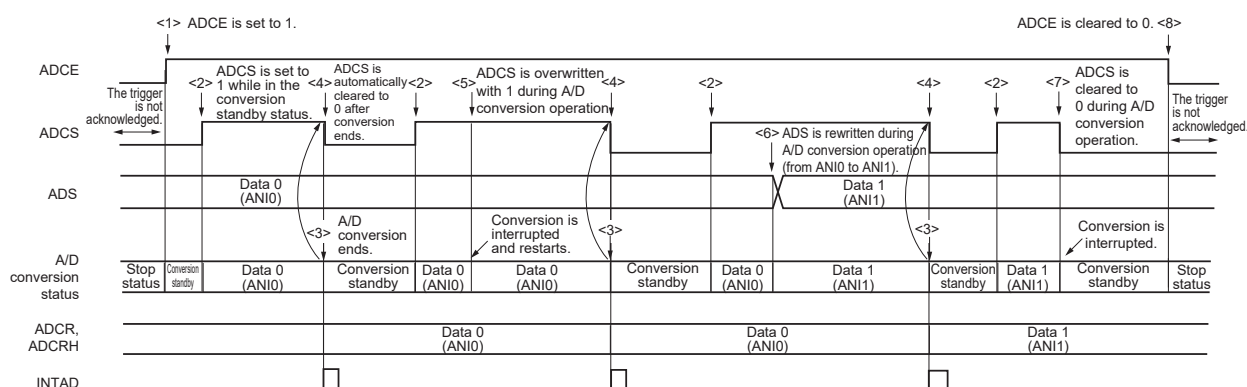 <1> ADCE is set to 1.
ADCE is cleared to 0. <8>
ADCE
The trigger
is not
acknowledged.
<2>
ADCS is set to
1 while in the
conversion
standby status.
<4>
ADCS is
automatically
cleared to
0 after
conversion
ends.
<2>
<5>
ADCS is overwritten
with 1 during A/D
conversion operation
<4>
<2>
<4>
<2>
<7>
ADCS is
cleared to
0 during A/D
conversion
operation.
The trigger
is not
acknowledged.
ADCS
<6> ADS is rewritten during
A/D conversion operation
(from ANI0 to ANI1).
ADS
Data 0
(ANI0)
Data 1
(ANI1)
<3>
A/D
conversion
ends.
Conversion is
interrupted
and restarts.
<3>
<3>
Conversion is
interrupted.
A/D
conversion
status
Stop
status
Conversion
standby
Data 0
(ANI0)
Conversion
standby
Data 0
(ANI0)
Data 0
(ANI0)
Conversion
standby
Data 0
(ANI0)
Data 1
(ANI1)
Conversion
standby
Data 1
(ANI1)
Conversion
standby
Stop
status
ADCR,
ADCRH
Data 0
(ANI0)
Data 0
(ANI0)
Data 1
(ANI1)
INTAD